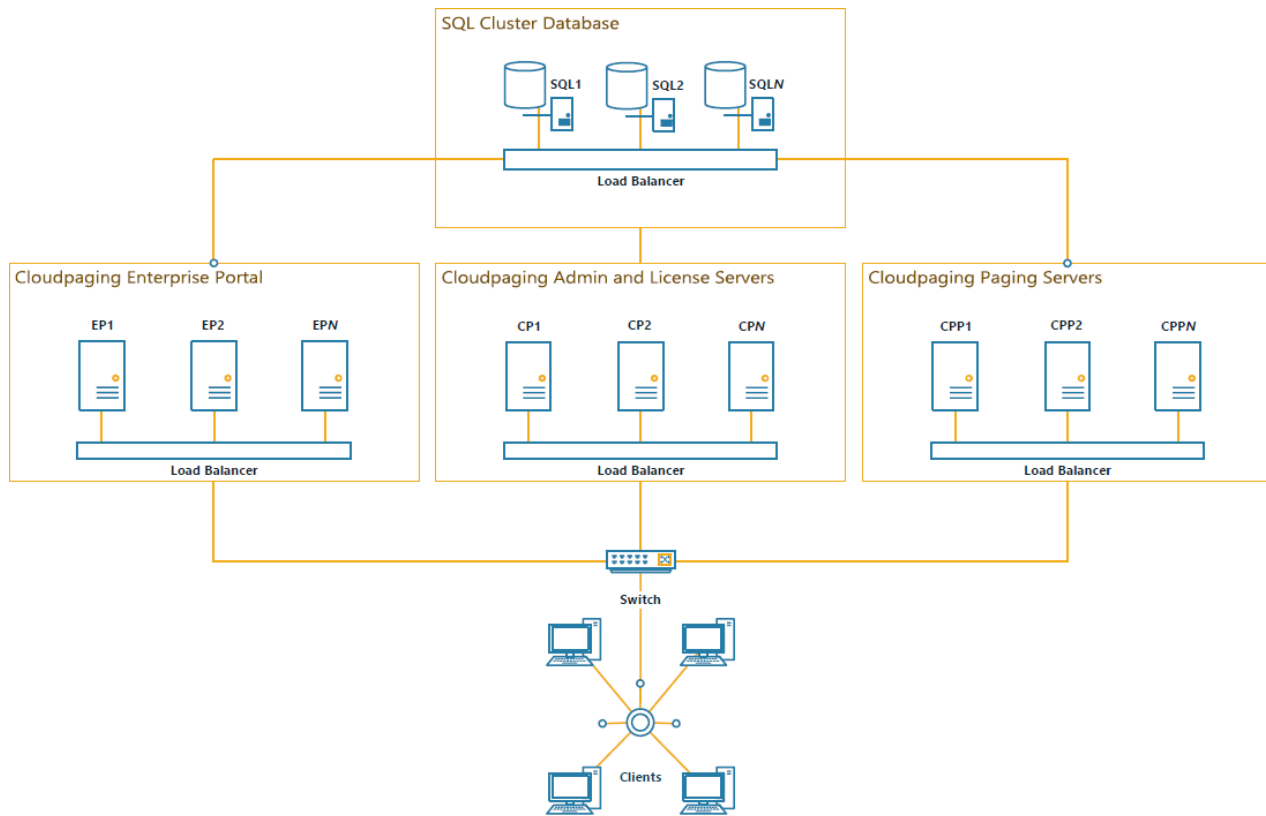 SQL Cluster Database
SQL1
SQL2
SQLN
Load Balancer
Cloudpaging Enterprise Portal
EP1
EP2
EPN
Load Balancer
Cloudpaging Admin and License Servers
CP1
CP2
CPN
Load Balancer
Cloudpaging Paging Servers
CPP1
CPP2
CPPN
Load Balancer
Switch
Clients